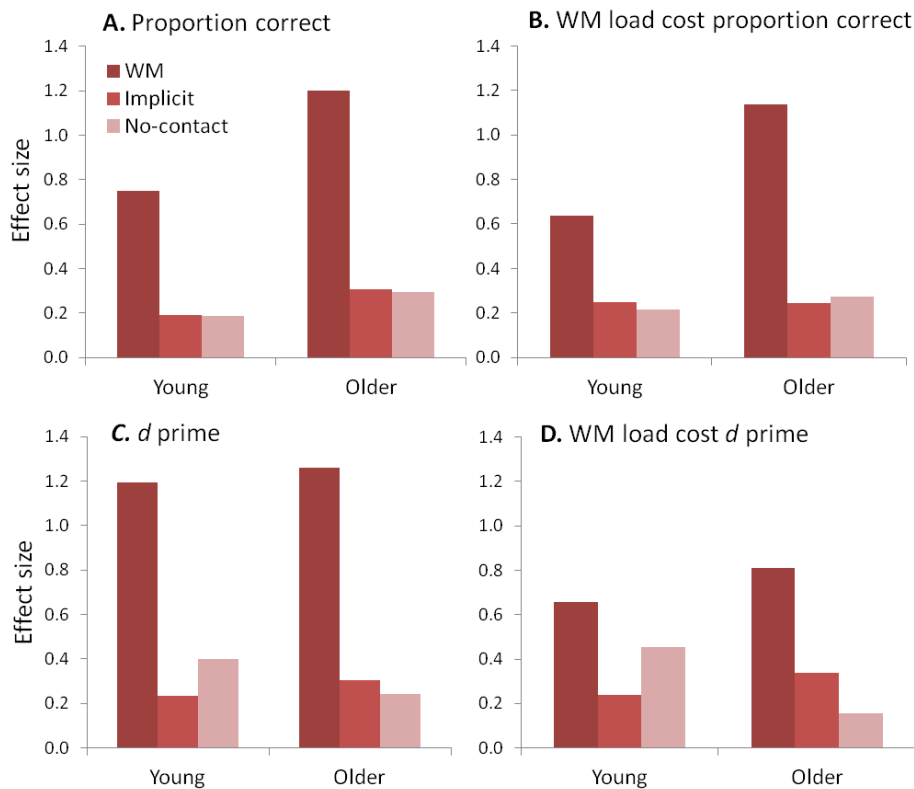 A. Proportion correct
1.4
1.2
1.0
0.8
0.6
0.4
0.2
0.0
Effect size
WM
Implicit
No-contact
Young
Older
B. WM load cost proportion correct
1.4
1.2
1.0
0.8
0.6
0.4
0.2
0.0
Young
Older
C. d prime
1.4
1.2
1.0
0.8
0.6
0.4
0.2
0.0
Effect size
Young
Older
D. WM load cost d prime
1.4
1.2
1.0
0.8
0.6
0.4
0.2
0.0
Young
Older